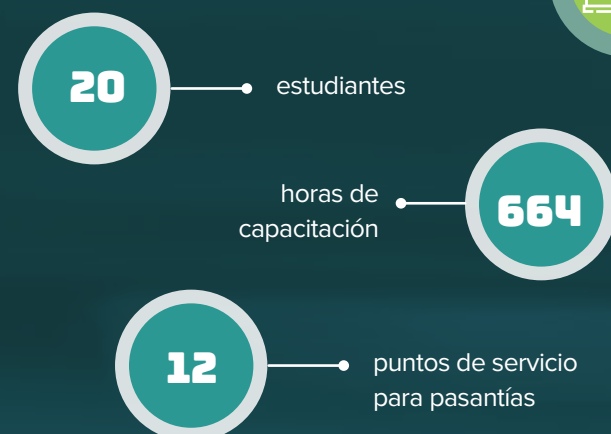 20
estudiantes
horas de
capacitación
664
12
puntos de servicio
para pasantías